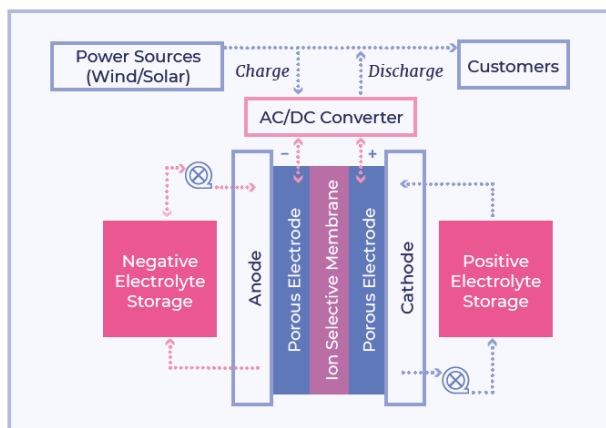 Power Sources
(Wind/Solar)
Charge
Discharge
Customers
AC/DC Converter
−
+
Negative
Electrolyte
Storage
Anode
Porous Electrode
Ion Selective Membrane
Porous Electrode
Cathode
Positive
Electrolyte
Storage